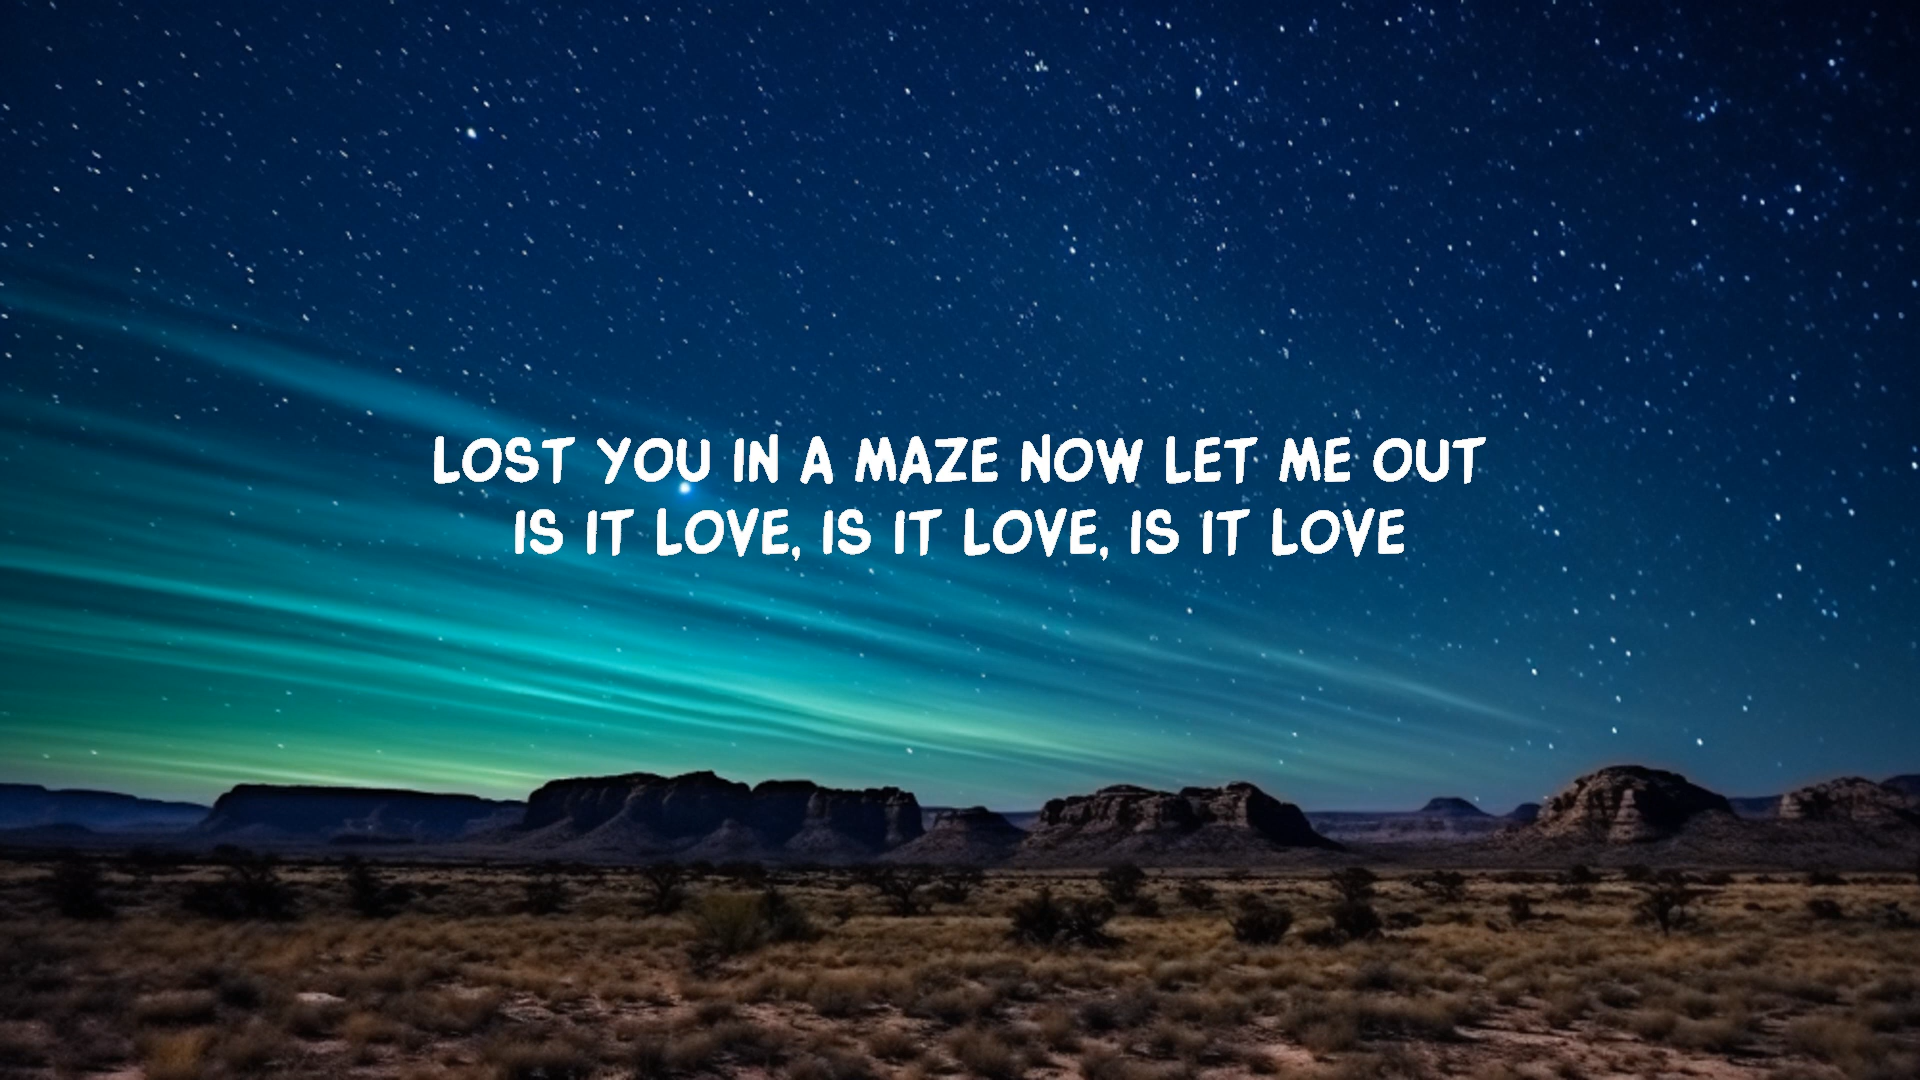 LOST YOU IN A MAZE NOW LET ME OUT
IS IT LOVE, IS IT LOVE, IS IT LOVE